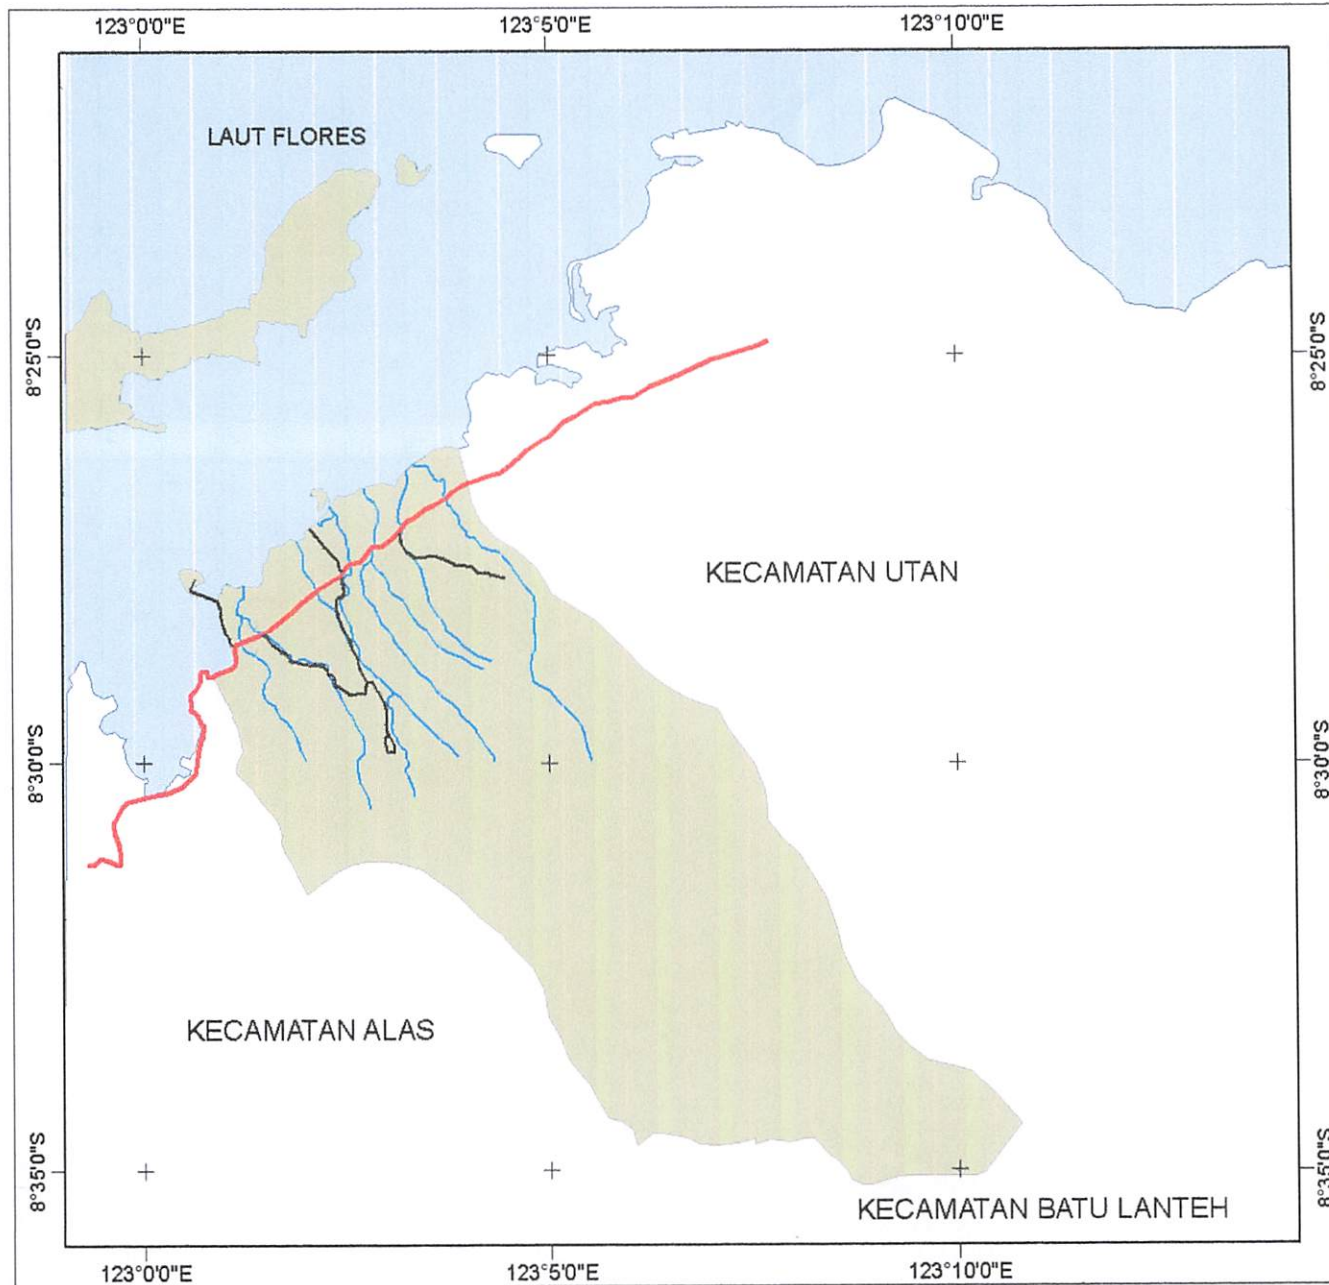 123°0'0"E
123°5'0"E
123°10'0"E
LAUT FLORES
8°25'0"S
8°25'0"S
KECAMATAN UTAN
8°30'0"S
8°30'0"S
KECAMATAN ALAS
8°35'0"S
8°35'0"S
KECAMATAN BATU LANTEH
123°0'0"E
123°5'0"E
123°10'0"E